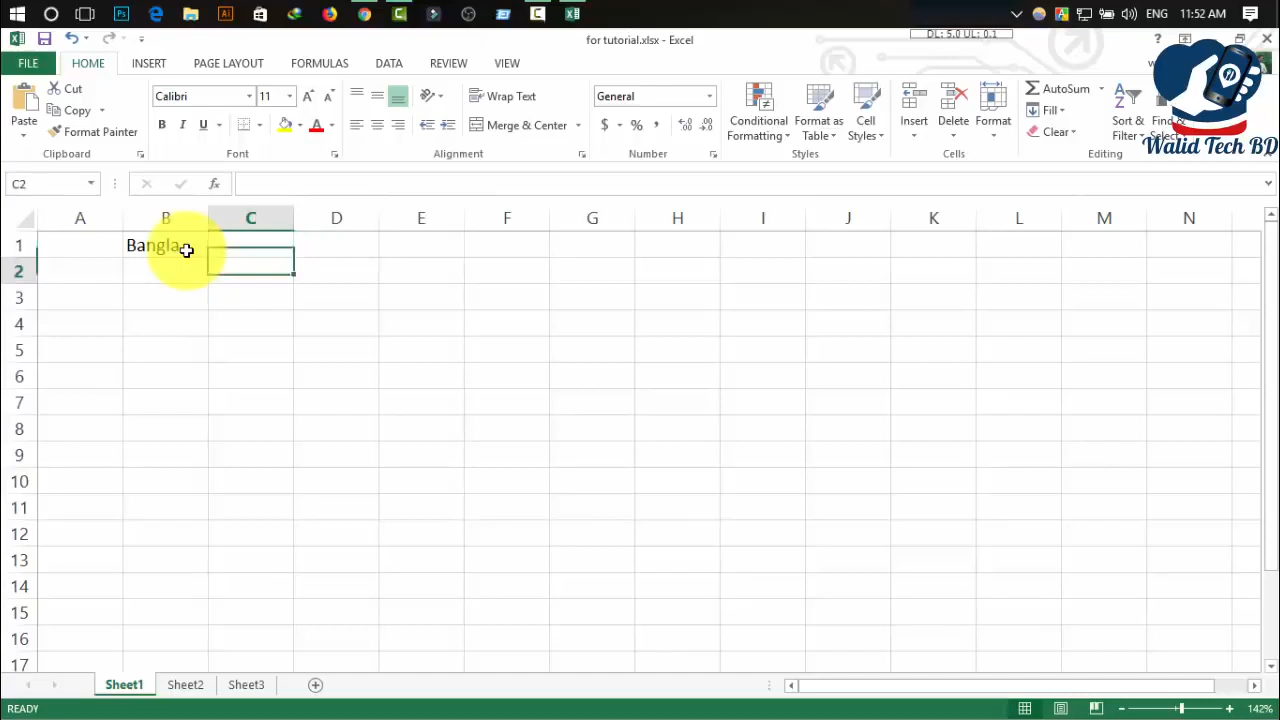 ENG 11:52 AM
for tutorial.xlsx - Excel
DL: 5.0 UL: 0.1
?
FILE HOME INSERT PAGE LAYOUT FORMULAS DATA REVIEW VIEW
Paste
Cut
Copy
Format Painter
Clipboard
Calibri 11
B I U
Font
Wrap Text
Merge & Center
Alignment
General
$ % ,
Number
Conditional
Formatting
Format as
Table
Cell
Styles
Styles
Insert
Delete
Format
Cells
AutoSum
Fill
Clear
Sort &
Filter
Find &
Select
Editing
Walid Tech BD
C2
fx
A B C D E F G H I J K L M N
1 Bangla
2
3
4
5
6
7
8
9
10
11
12
13
14
15
16
17
Sheet1 Sheet2 Sheet3
READY
142%